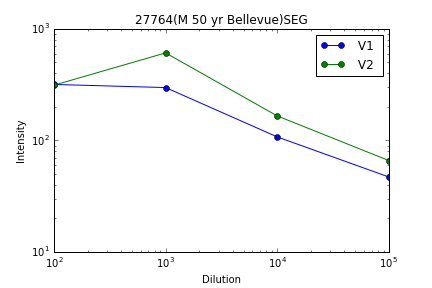 27764(M 50 yr Bellevue)SEG
10³
V1
V2
10²
10¹
Intensity
10² 10³ 10⁴ 10⁵
Dilution